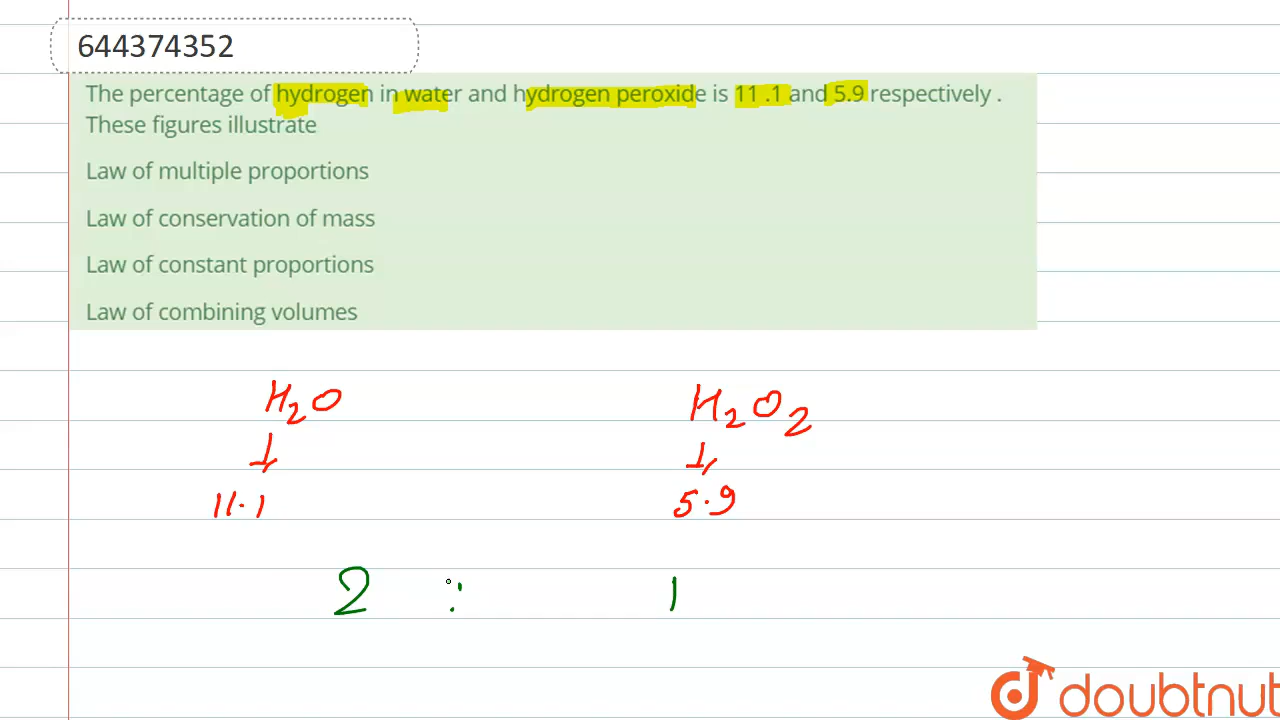 644374352
The percentage of hydrogen in water and hydrogen peroxide is 11 .1 and 5.9 respectively .
These figures illustrate
Law of multiple proportions
Law of conservation of mass
Law of constant proportions
Law of combining volumes
H₂O H₂O₂
↓ ↓
11.1 5.9
2 : 1
doubtnut